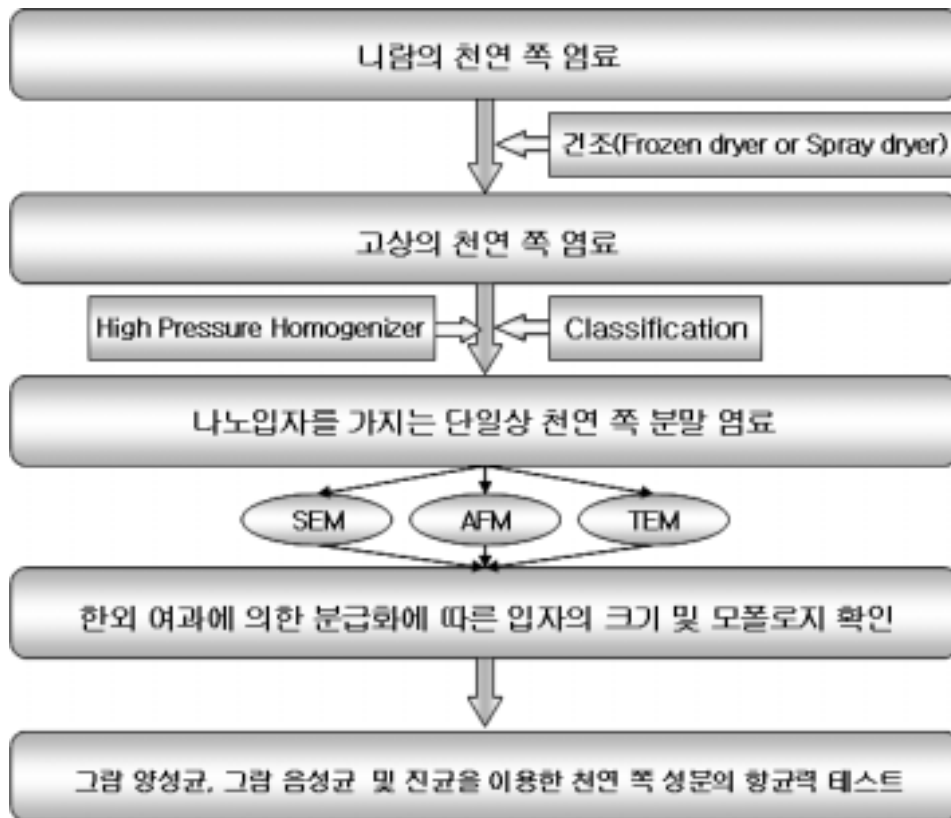 니람의 천연 쪽 염료
건조(Frozen dryer or Spray dryer)
고상의 천연 쪽 염료
High Pressure Homogenizer
Classification
나노입자를 가지는 단일상 천연 쪽 분말 염료
SEM
AFM
TEM
한외 여과에 의한 분급화에 따른 입자의 크기 및 모폴로지 확인
그람 양성균, 그람 음성균 및 진균을 이용한 천연 쪽 성분의 항균력 테스트